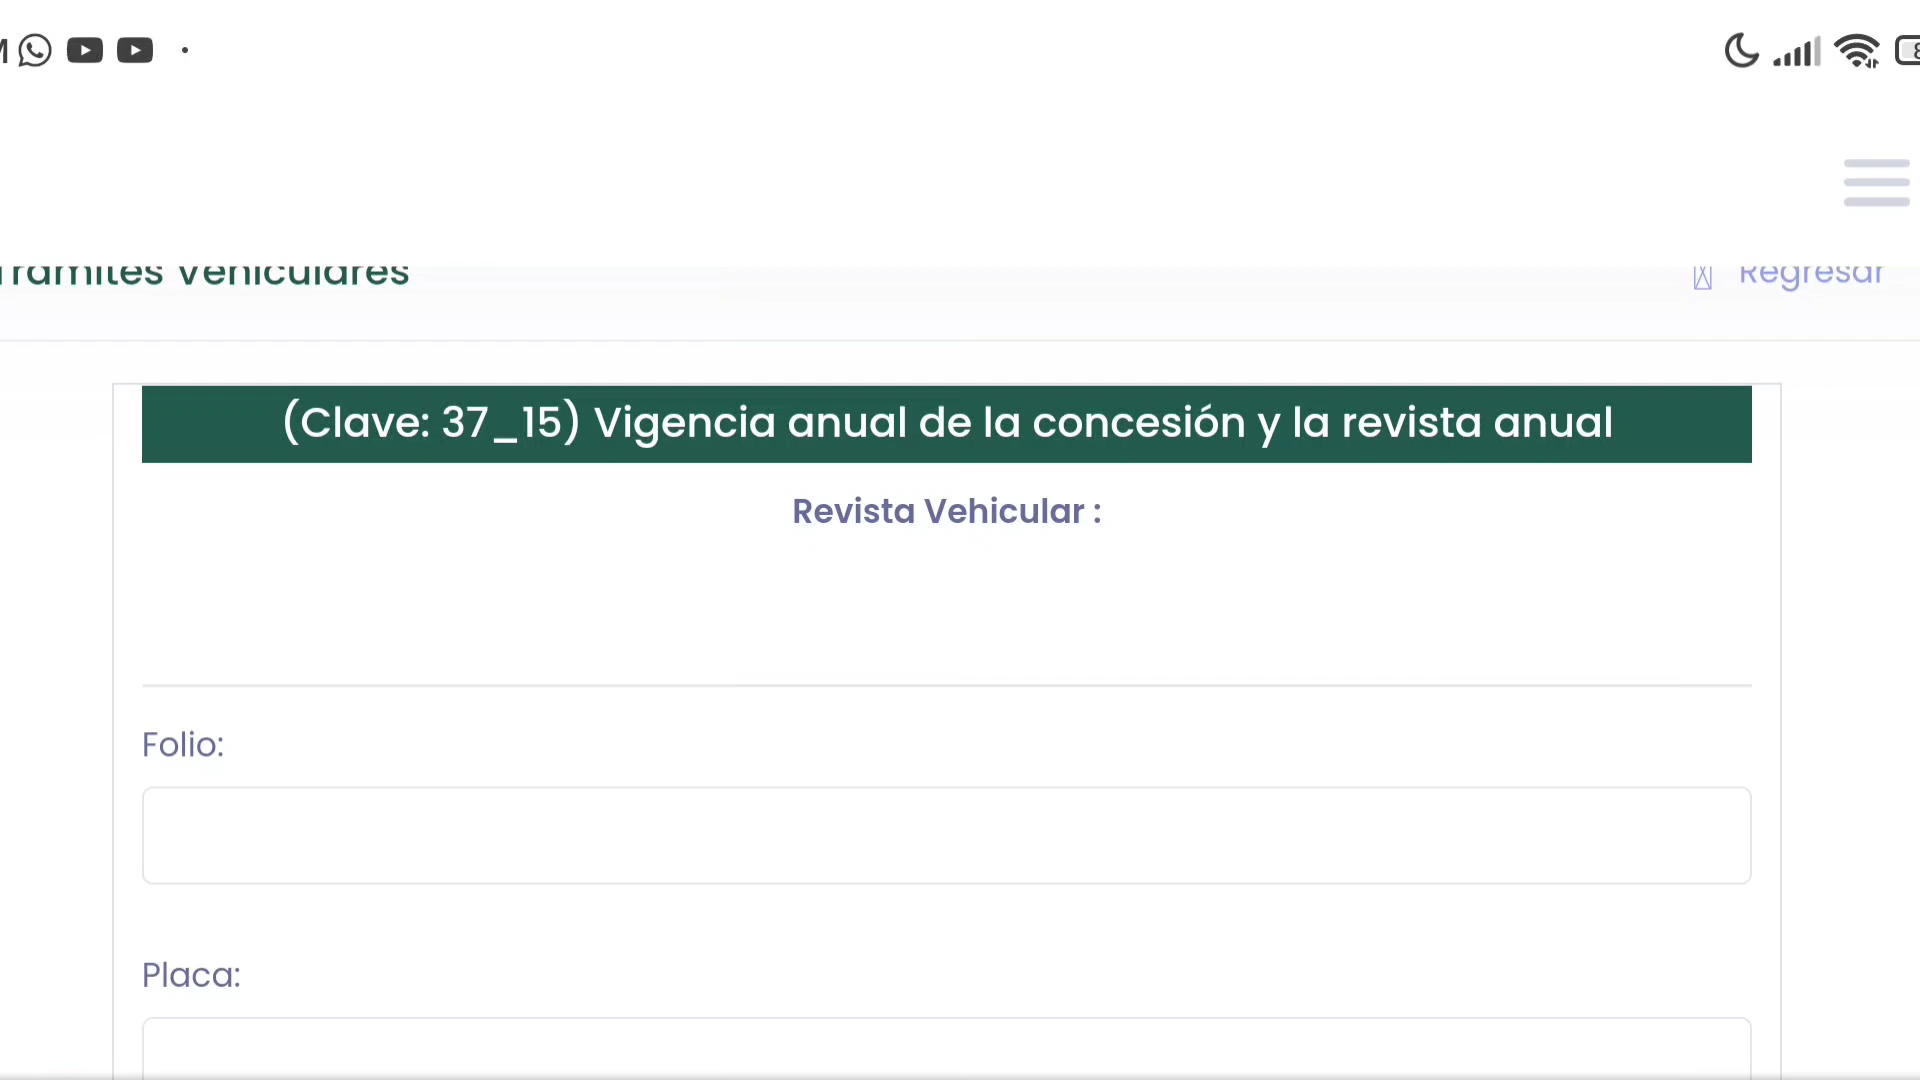 Trámites Vehiculares
Regresar
(Clave: 37_15) Vigencia anual de la concesión y la revista anual
Revista Vehicular :
Folio:
Placa: